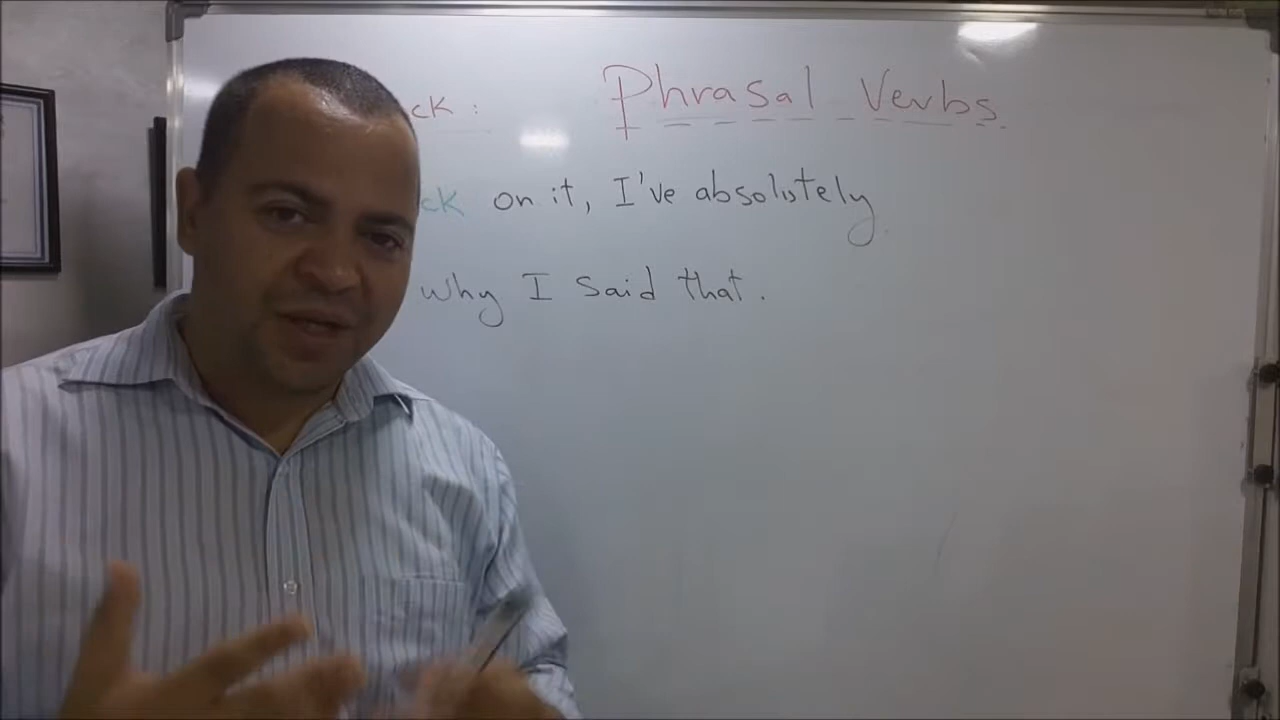 ck : Phrasal Verbs
ck on it, I've absolutely
why I said that.